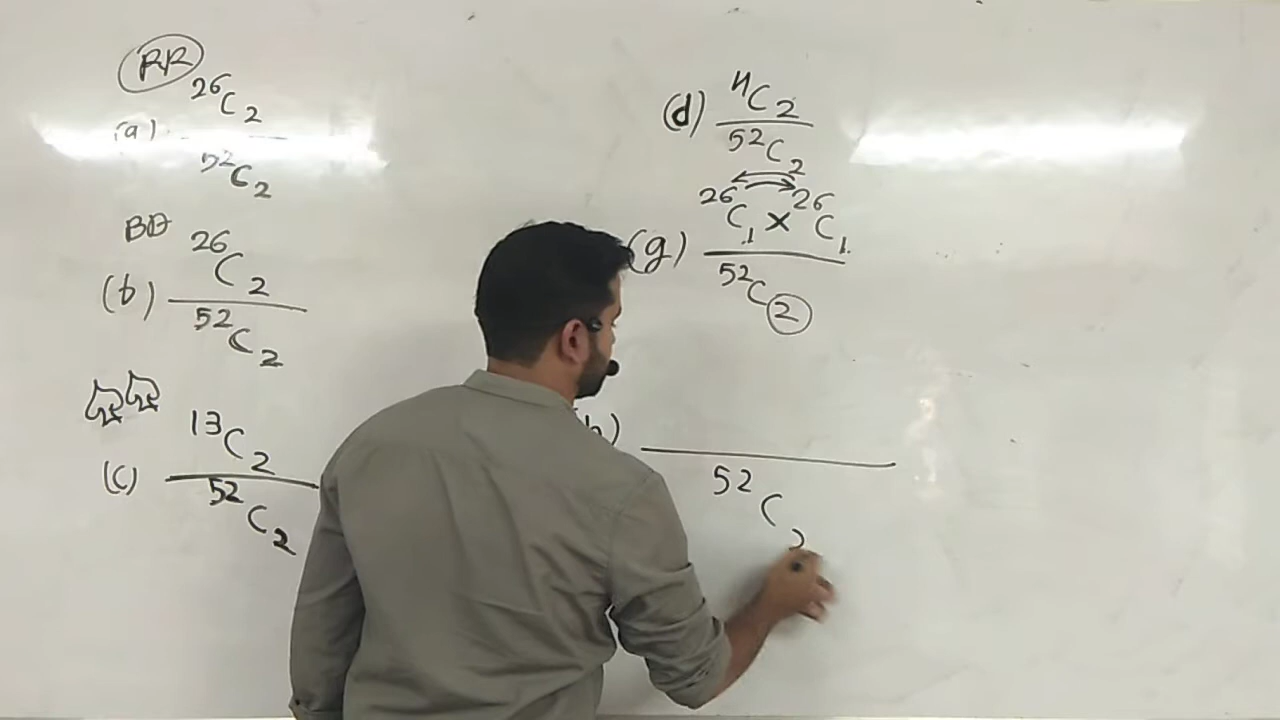 RR
(a) ²⁶C₂
⁵²C₂
BB
(b) ²⁶C₂
⁵²C₂
¹³C₂
(c)
⁵²C₂
(d) ⁴C₂
⁵²C₂
²⁶C₁ × ²⁶C₁
(g)
⁵²C₂
h)
⁵²C₂